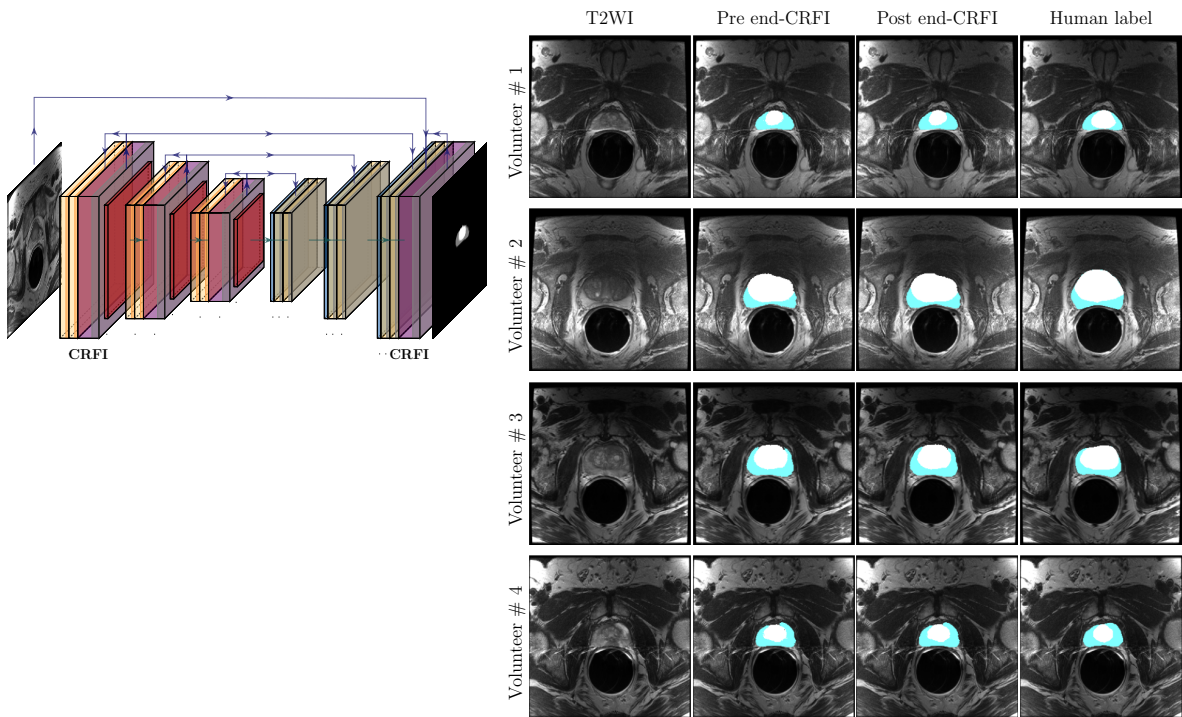 T2WI Pre end-CRFI Post end-CRFI Human label
Volunteer # 1
Volunteer # 2
Volunteer # 3
Volunteer # 4
CRFI CRFI